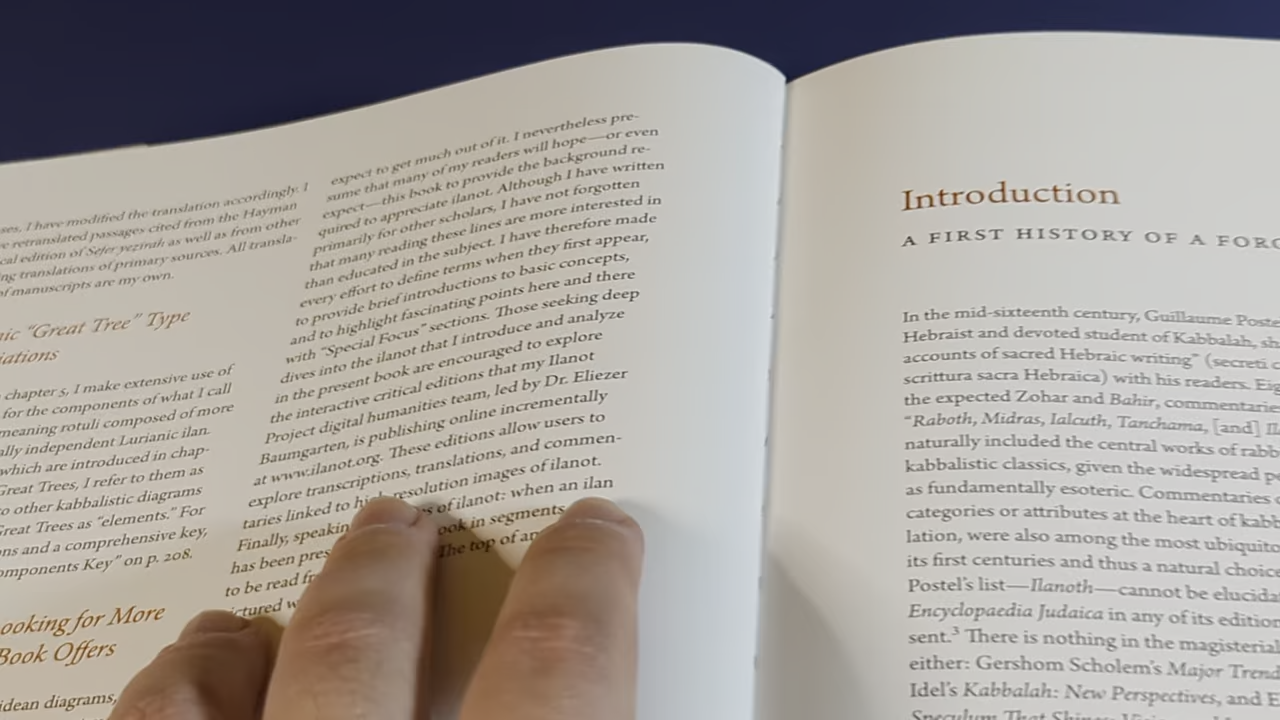 ses, I have modified the translation accordingly. I
retranslated passages cited from the Hayman
cal edition of Sefer yezirah as well as from other
ng translations of primary sources. All transla-
of manuscripts are my own.
nic “Great Tree” Type
iations
chapter 5, I make extensive use of
for the components of what I call
meaning rotuli composed of more
ally independent Lurianic ilan.
which are introduced in chap-
Great Trees, I refer to them as
to other kabbalistic diagrams
Great Trees as “elements.” For
ons and a comprehensive key,
omponents Key” on p. 208.
ooking for More
Book Offers
idean diagrams,
expect to get much out of it. I nevertheless pre-
sume that many of my readers will hope—or even
expect—this book to provide the background re-
quired to appreciate ilanot. Although I have written
primarily for other scholars, I have not forgotten
that many reading these lines are more interested in
than educated in the subject. I have therefore made
every effort to define terms when they first appear,
to provide brief introductions to basic concepts,
and to highlight fascinating points here and there
with “Special Focus” sections. Those seeking deep
dives into the ilanot that I introduce and analyze
in the present book are encouraged to explore
the interactive critical editions that my Ilanot
Project digital humanities team, led by Dr. Eliezer
Baumgarten, is publishing online incrementally
at www.ilanot.org. These editions allow users to
explore transcriptions, translations, and commen-
taries linked to high-resolution images of ilanot.
Finally, speakin s of ilanot: when an ilan
has been pres ook in segments
to be read fr The top of an
ictured w
Introduction
A FIRST HISTORY OF A FORG
In the mid-sixteenth century, Guillaume Poste
Hebraist and devoted student of Kabbalah, sh
accounts of sacred Hebraic writing” (secreti c
scrittura sacra Hebraica) with his readers. Eig
the expected Zohar and Bahir, commentarie
“Raboth, Midras, Ialcuth, Tanchama, [and] Il
naturally included the central works of rabb
kabbalistic classics, given the widespread p
as fundamentally esoteric. Commentaries
categories or attributes at the heart of kabb
lation, were also among the most ubiquito
its first centuries and thus a natural choice
Postel’s list—Ilanoth—cannot be elucida
Encyclopaedia Judaica in any of its edition
sent.³ There is nothing in the magisterial
either: Gershom Scholem’s Major Trend
Idel’s Kabbalah: New Perspectives, and E
Speculum That Shines